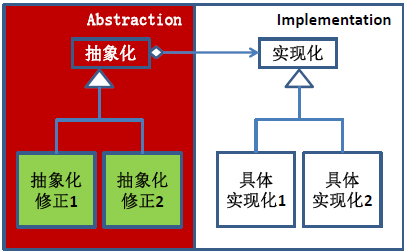 Abstraction
Implementation
抽象化
实现化
抽象化
修正1
抽象化
修正2
具体
实现化1
具体
实现化2